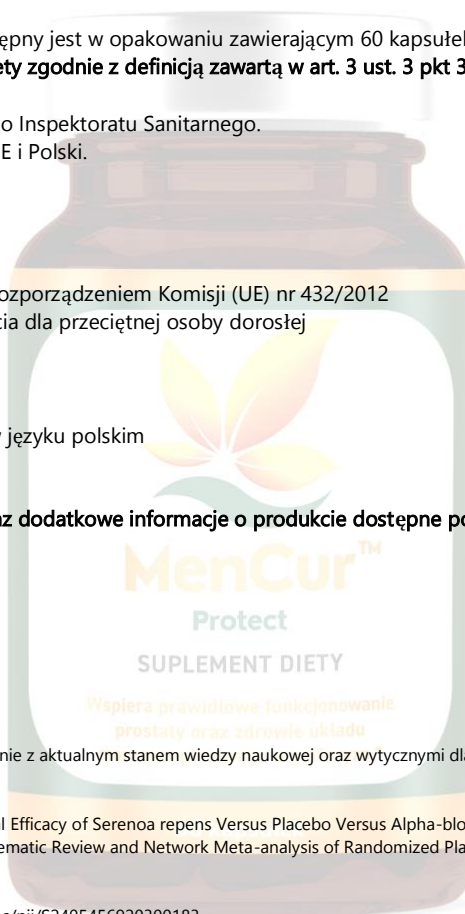 ępny jest w opakowaniu zawierającym 60 kapsułek
ety zgodnie z definicją zawartą w art. 3 ust. 3 pkt 3
o Inspektoratu Sanitarnego.
E i Polski.
ozporządzeniem Komisji (UE) nr 432/2012
cia dla przeciętnej osoby dorosłej
w języku polskim
az dodatkowe informacje o produkcie dostępne po
MenCur™
Protect
SUPLEMENT DIETY
Wspiera prawidłowe funkcjonowanie
prostaty oraz zdrowie układu
nie z aktualnym stanem wiedzy naukowej oraz wytycznymi dla
al Efficacy of Serenoa repens Versus Placebo Versus Alpha-blo
ematic Review and Network Meta-analysis of Randomized Pla